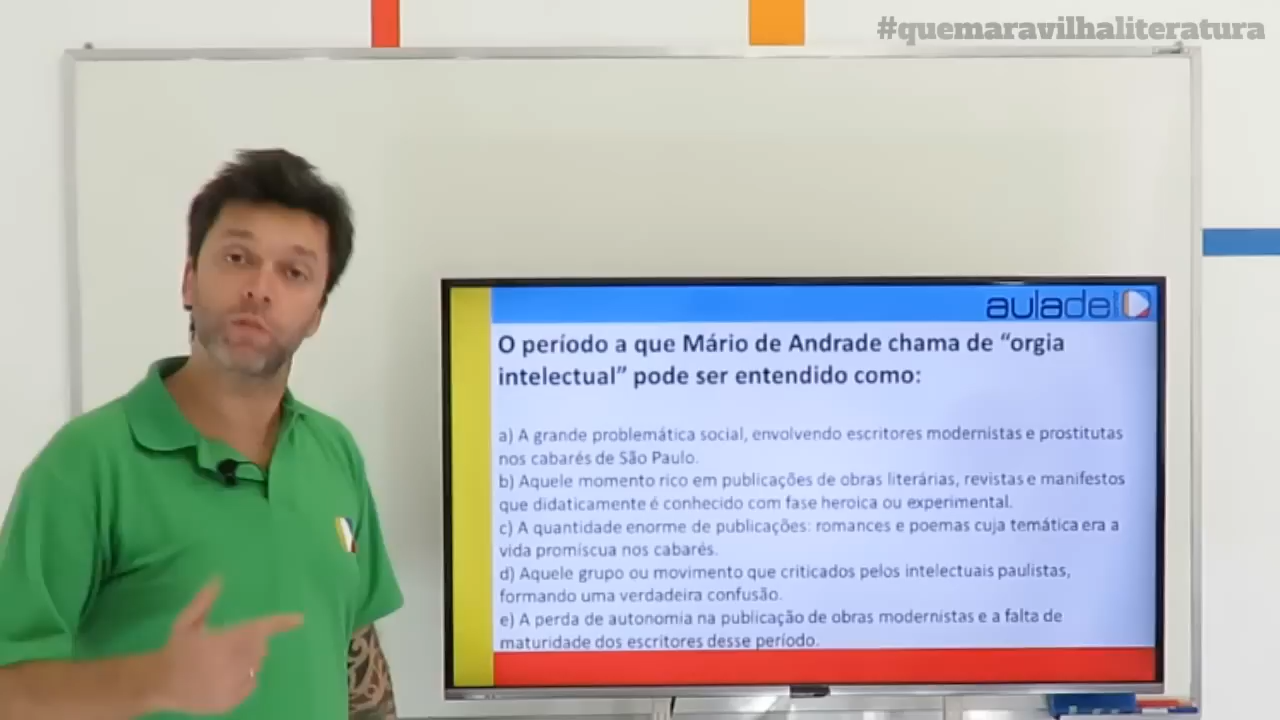 #quemaravilhaliteratura
aulade
O período a que Mário de Andrade chama de “orgia
intelectual” pode ser entendido como:
a) A grande problemática social, envolvendo escritores modernistas e prostitutas
nos cabarés de São Paulo.
b) Aquele momento rico em publicações de obras literárias, revistas e manifestos
que didaticamente é conhecido com fase heroica ou experimental.
c) A quantidade enorme de publicações: romances e poemas cuja temática era a
vida promíscua nos cabarés.
d) Aquele grupo ou movimento que criticados pelos intelectuais paulistas,
formando uma verdadeira confusão.
e) A perda de autonomia na publicação de obras modernistas e a falta de
maturidade dos escritores desse período.